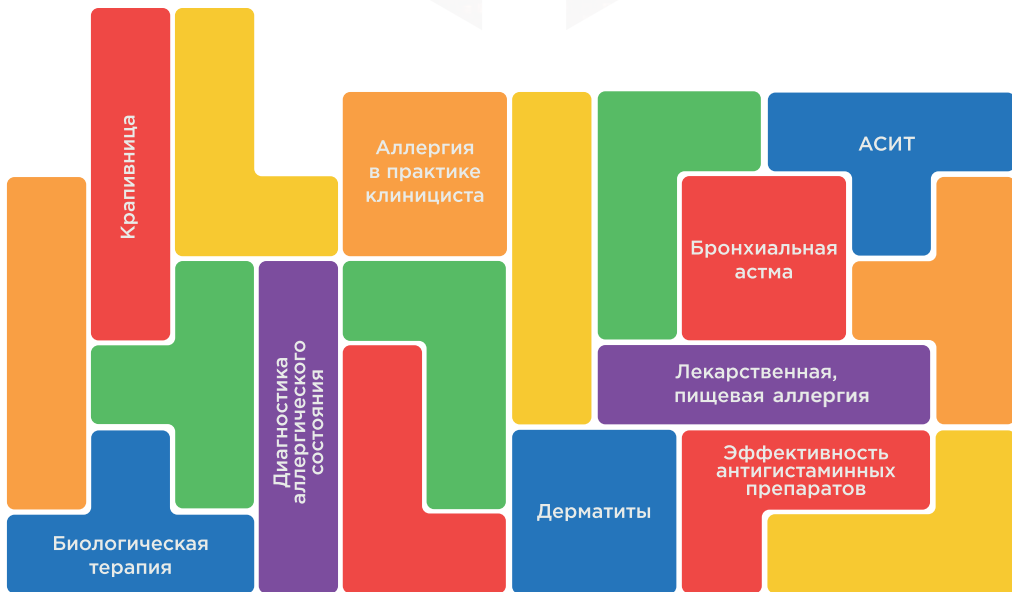 Крапивница
Аллергия
в практике
клинициста
АСИТ
Бронхиальная
астма
Диагностика
аллергического
состояния
Лекарственная,
пищевая аллергия
Эффективность
антигистаминных
препаратов
Дерматиты
Биологическая
терапия